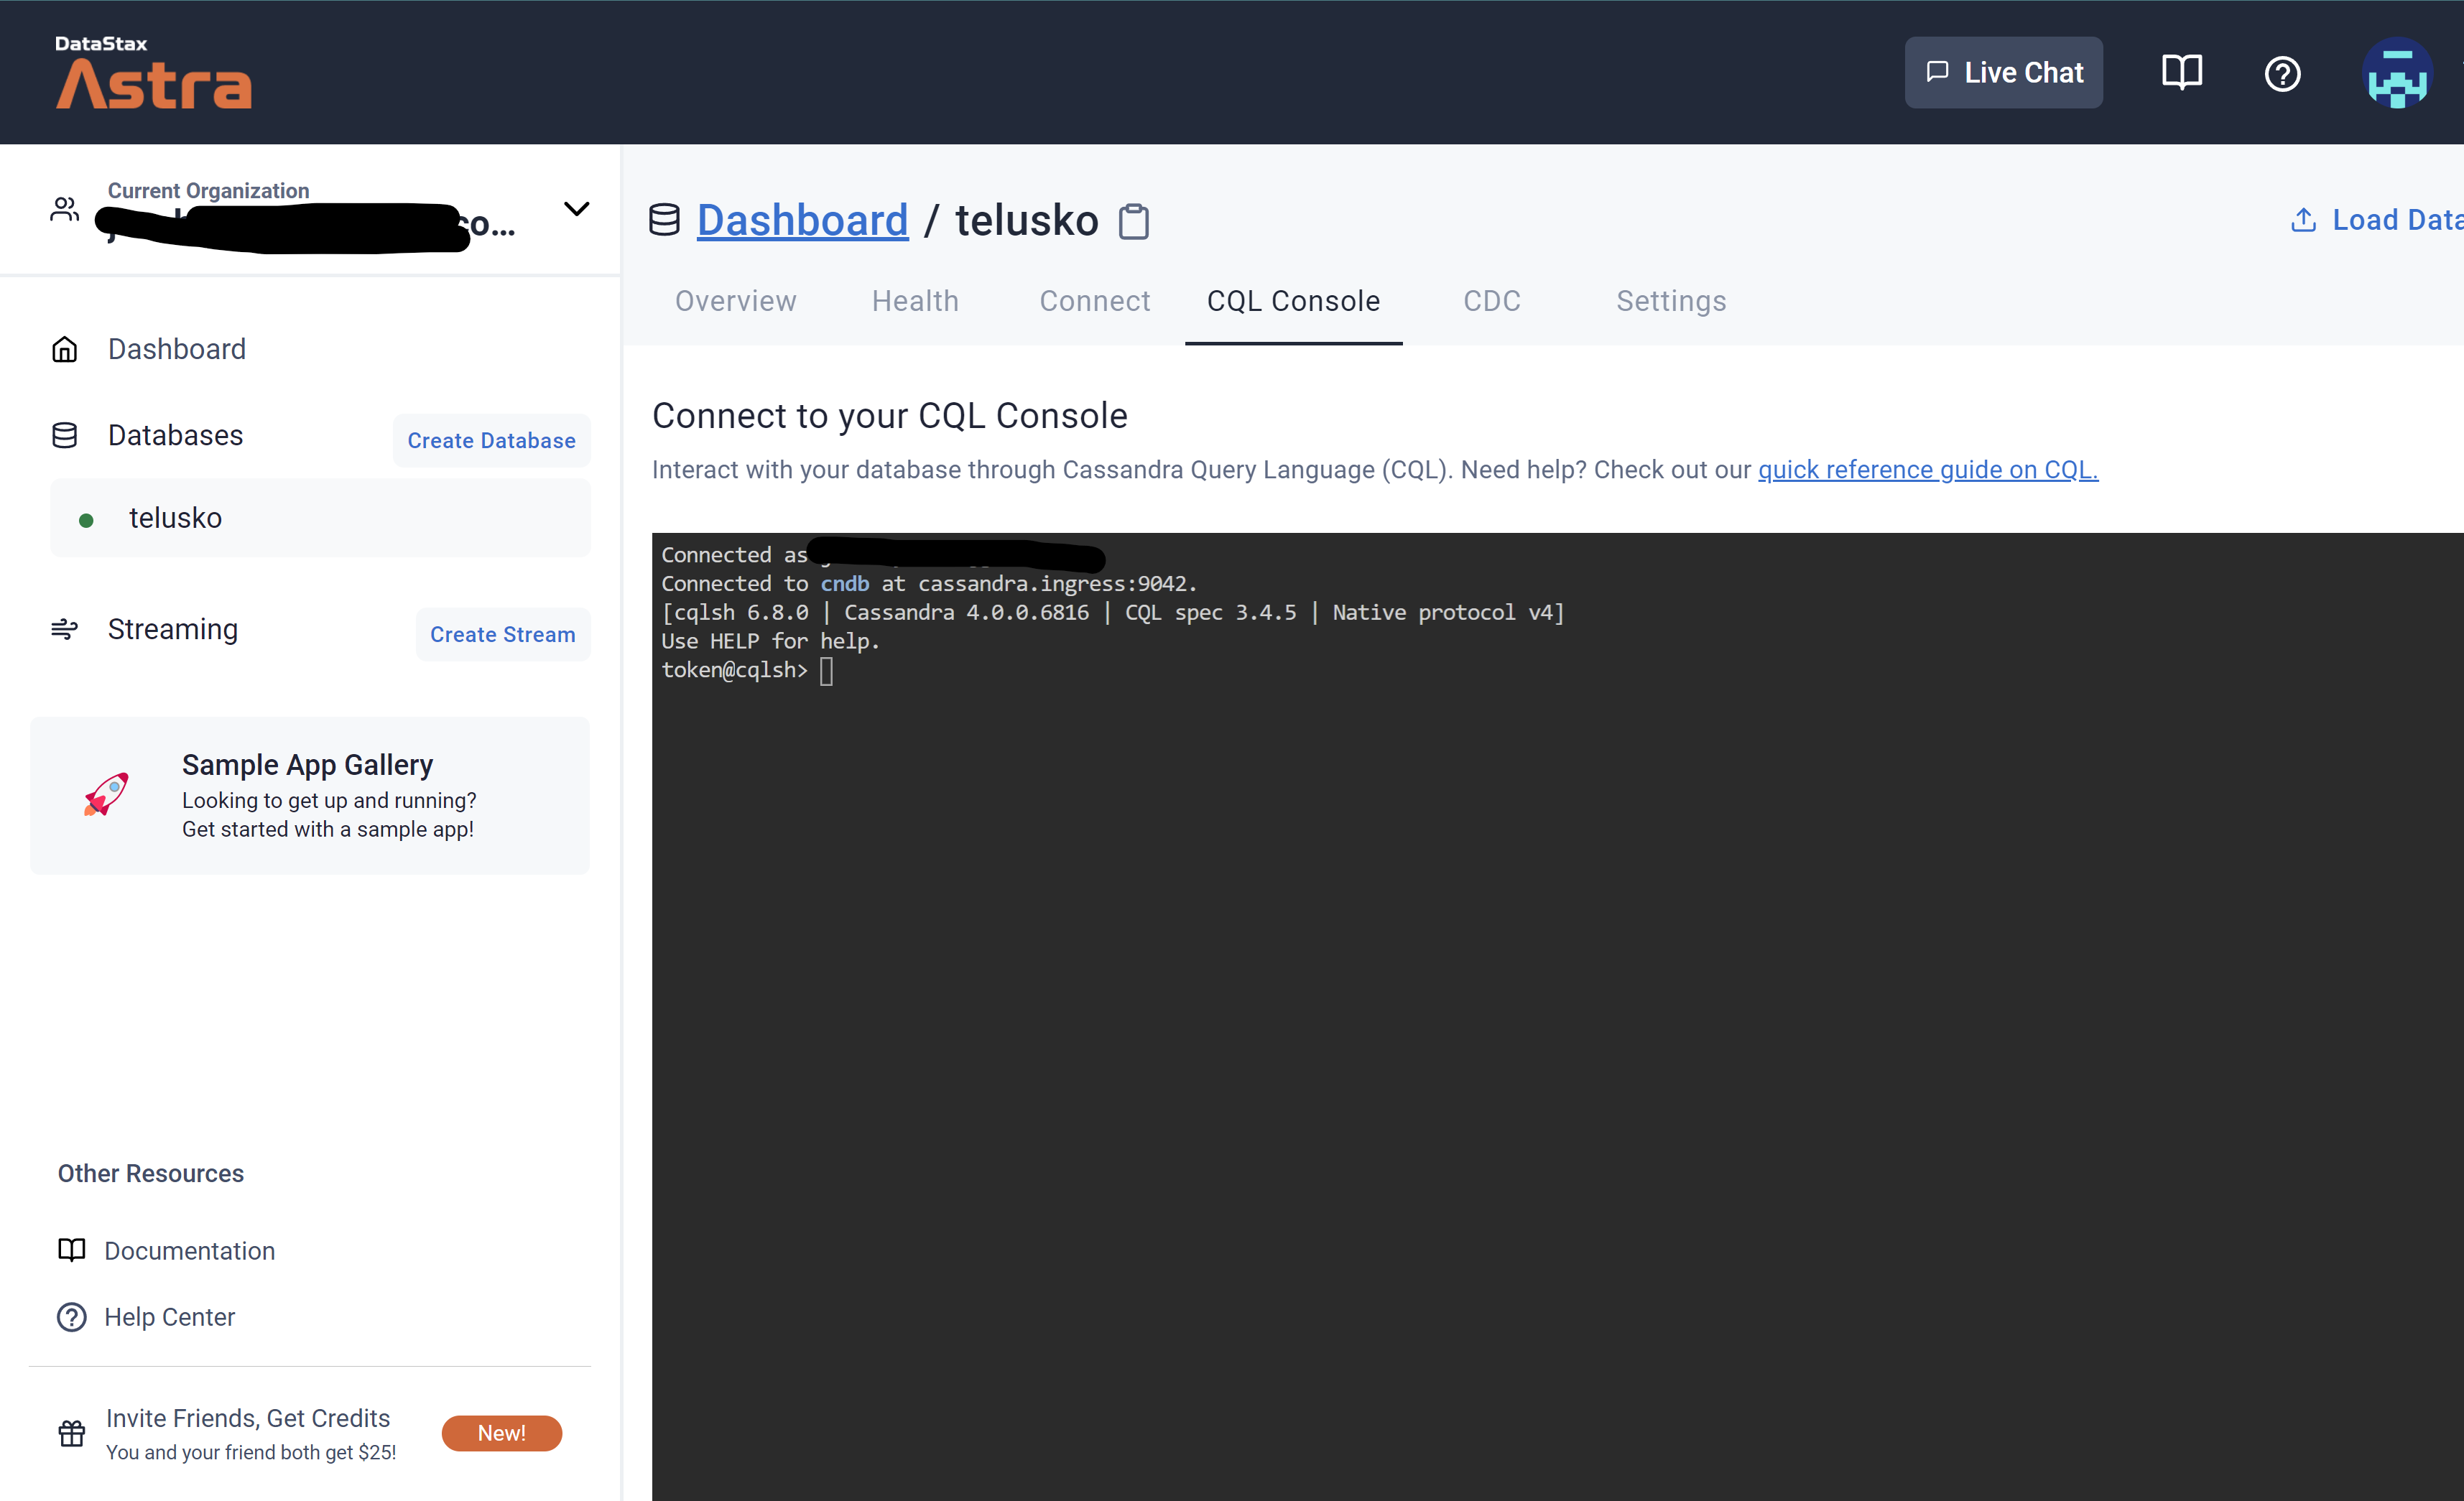 DataStax
Astra
Live Chat
Current Organization
co...
Dashboard / telusko
Load Data
Overview Health Connect CQL Console CDC Settings
Dashboard
Databases
Create Database
telusko
Streaming
Create Stream
Sample App Gallery
Looking to get up and running?
Get started with a sample app!
Other Resources
Documentation
Help Center
Invite Friends, Get Credits
You and your friend both get $25!
New!
Connect to your CQL Console
Interact with your database through Cassandra Query Language (CQL). Need help? Check out our quick reference guide on CQL.
Connected as
Connected to cndb at cassandra.ingress:9042.
[cqlsh 6.8.0 | Cassandra 4.0.0.6816 | CQL spec 3.4.5 | Native protocol v4]
Use HELP for help.
token@cqlsh>